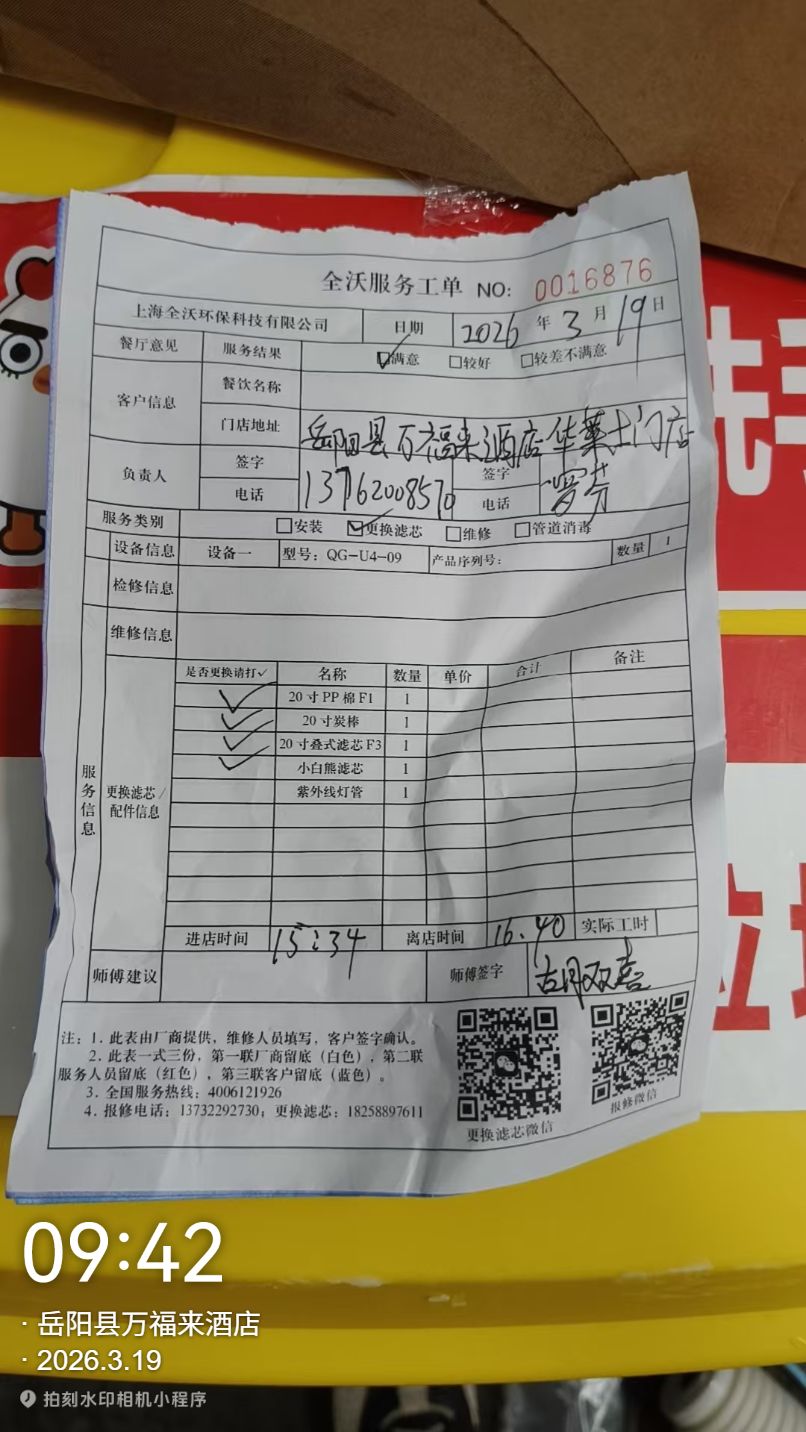 全沃服务工单 NO: 0016876
上海全沃环保科技有限公司 日期 2026 年 3 月 19 日
餐厅意见 服务结果 ☑满意 □较好 □较差不满意
客户信息 餐饮名称
门店地址 岳阳县万福来酒店华莱士门店
负责人 签字 签字
电话 13762008570 电话
服务类别 □安装 ☑更换滤芯 □维修 □管道消毒
设备信息 设备一 型号：QG-U4-09 产品序列号： 数量 1
检修信息
维修信息
服务信息
更换滤芯/配件信息
是否更换请打✓ 名称 数量 单价 合计 备注
✓ 20寸PP棉F1 1
✓ 20寸炭棒 1
✓ 20寸叠式滤芯F3 1
✓ 小白熊滤芯 1
紫外线灯管 1
进店时间 15:34 离店时间 16.40 实际工时
师傅建议 师傅签字 胡双喜
注：1. 此表由厂商提供，维修人员填写，客户签字确认。
2. 此表一式三份，第一联厂商留底（白色），第二联
服务人员留底（红色），第三联客户留底（蓝色）。
3. 全国服务热线：4006121926
4. 报修电话：13732292730；更换滤芯：18258897611
更换滤芯微信
报修微信
洗手
垃圾
09:42
· 岳阳县万福来酒店
· 2026.3.19
拍刻水印相机小程序